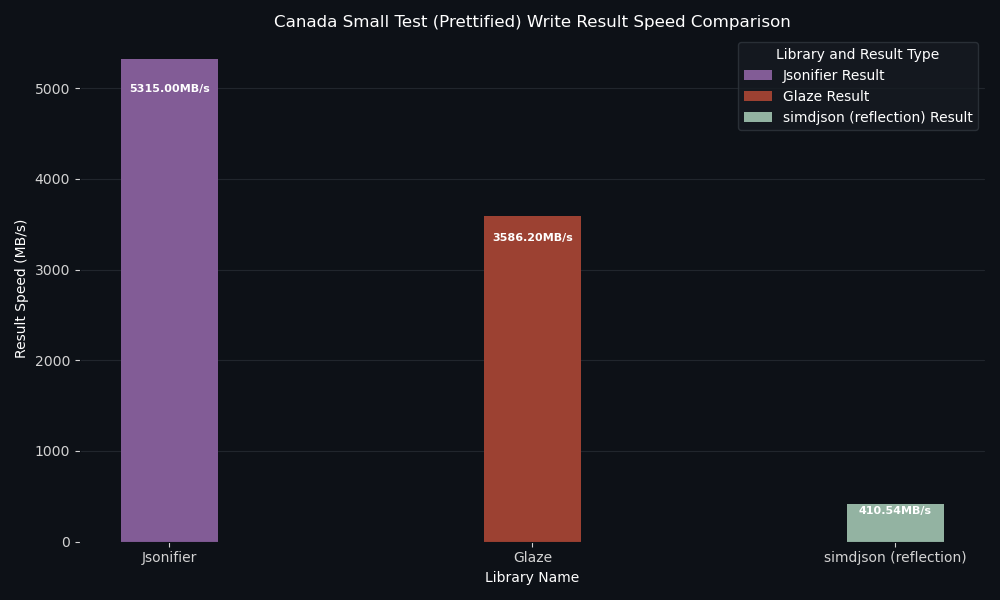 Canada Small Test (Prettified) Write Result Speed Comparison
Library and Result Type
Jsonifier Result
Glaze Result
simdjson (reflection) Result
Result Speed (MB/s)
5000
4000
3000
2000
1000
0
5315.00MB/s
3586.20MB/s
410.54MB/s
Jsonifier
Glaze
simdjson (reflection)
Library Name